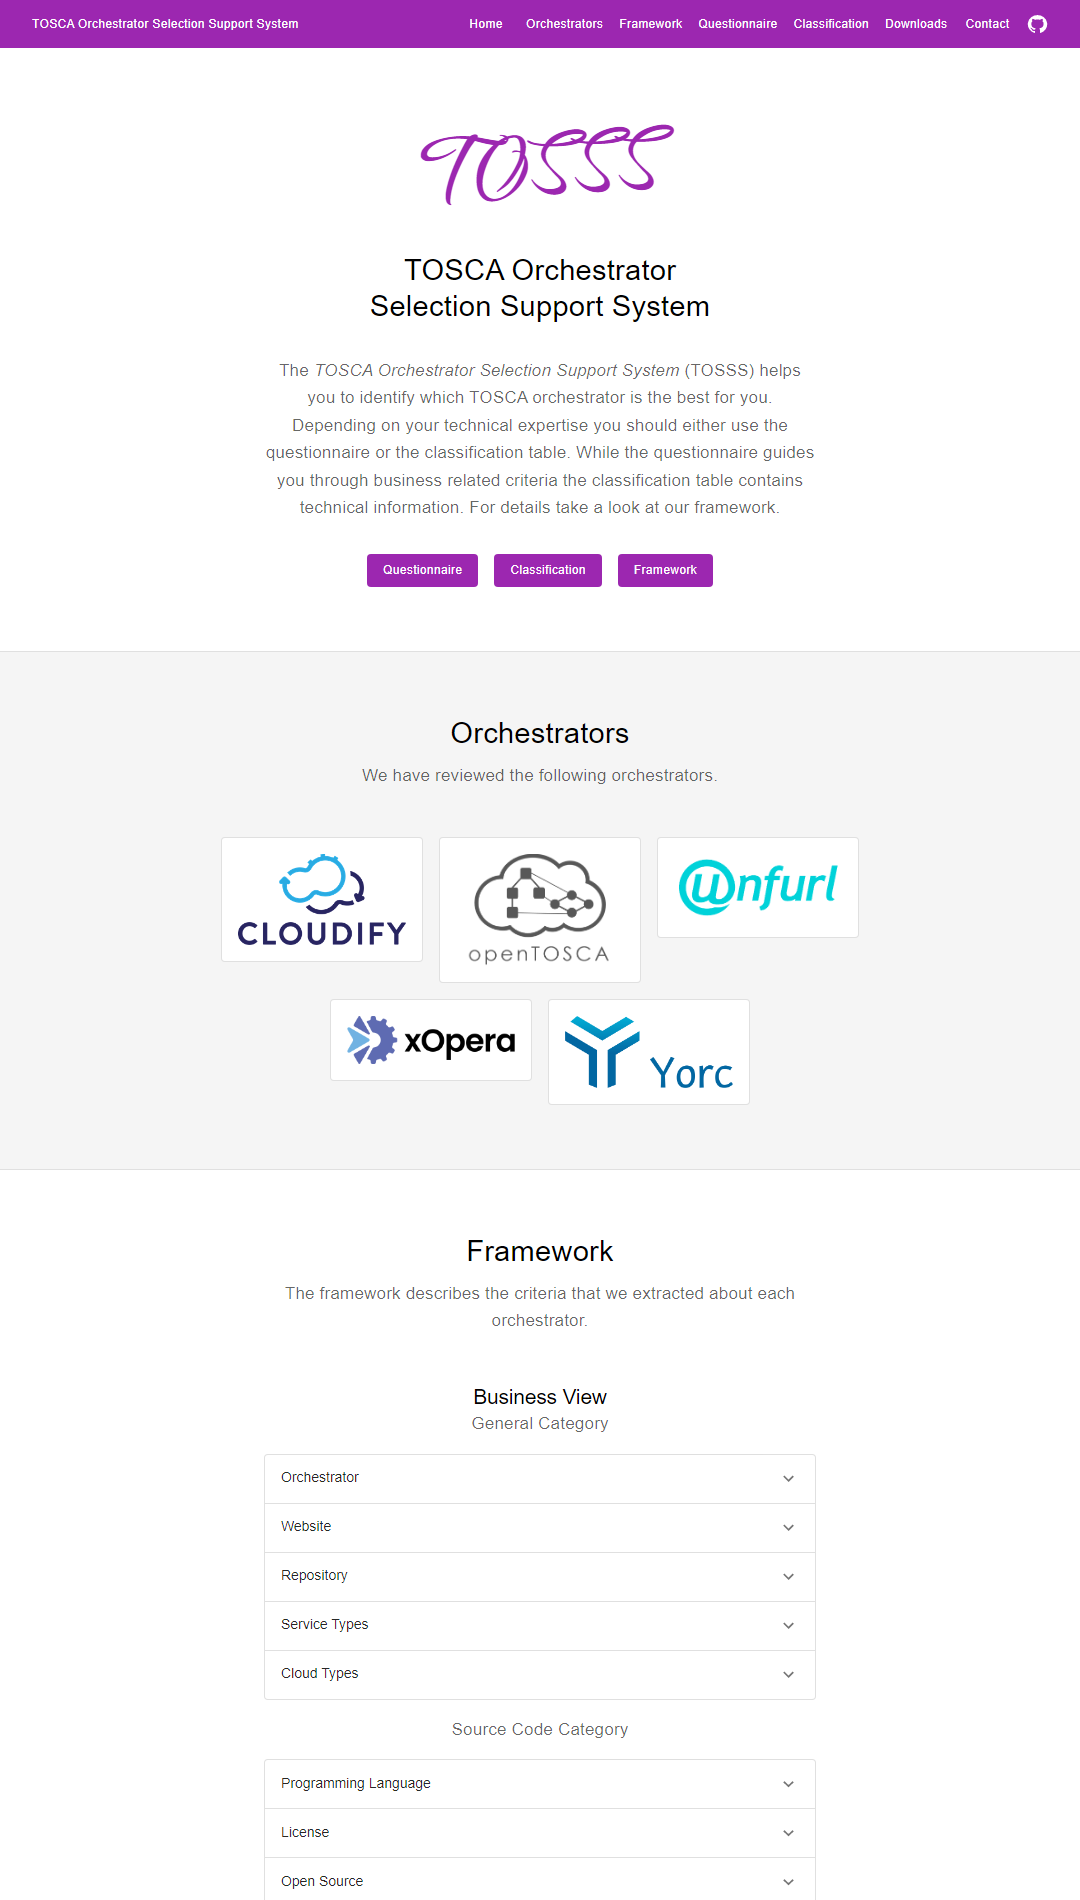 TOSCA Orchestrator Selection Support System
Home Orchestrators Framework Questionnaire Classification Downloads Contact
TOSSS
TOSCA Orchestrator
Selection Support System
The TOSCA Orchestrator Selection Support System (TOSSS) helps
you to identify which TOSCA orchestrator is the best for you.
Depending on your technical expertise you should either use the
questionnaire or the classification table. While the questionnaire guides
you through business related criteria the classification table contains
technical information. For details take a look at our framework.
Questionnaire Classification Framework
Orchestrators
We have reviewed the following orchestrators.
CLOUDIFY
openTOSCA
unfurl
xOpera
Yorc
Framework
The framework describes the criteria that we extracted about each
orchestrator.
Business View
General Category
Orchestrator
Website
Repository
Service Types
Cloud Types
Source Code Category
Programming Language
License
Open Source